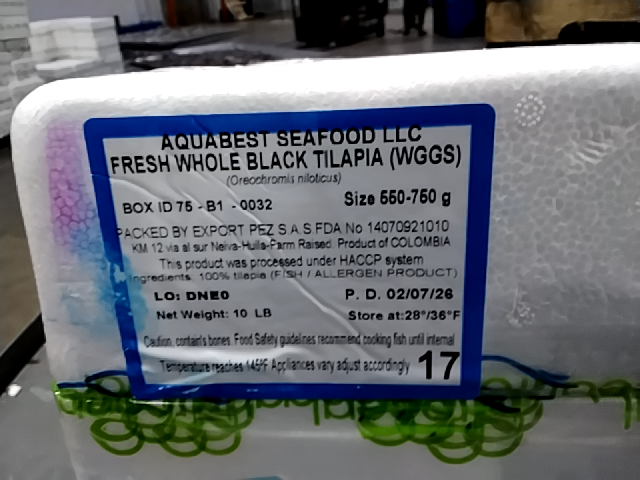 AQUABEST SEAFOOD LLC
FRESH WHOLE BLACK TILAPIA (WGGS)
(Oreochromis niloticus)
BOX ID 75 - B1 - 0032 Size 550-750 g
PACKED BY EXPORT PEZ S.A.S FDA No 14070921010
KM 12 via al sur Neiva-Huila-Farm Raised. Product of COLOMBIA
This product was processed under HACCP system
Ingredients: 100% tilapia (FISH / ALLERGEN PRODUCT)
LO: DNE0 P. D. 02/07/26
Net Weight: 10 LB Store at:28°/36°F
Caution, contain's bones. Food Safety guidelines recommend cooking fish until internal
Temperature reaches 145ºF Appliances vary adjust accordingly 17